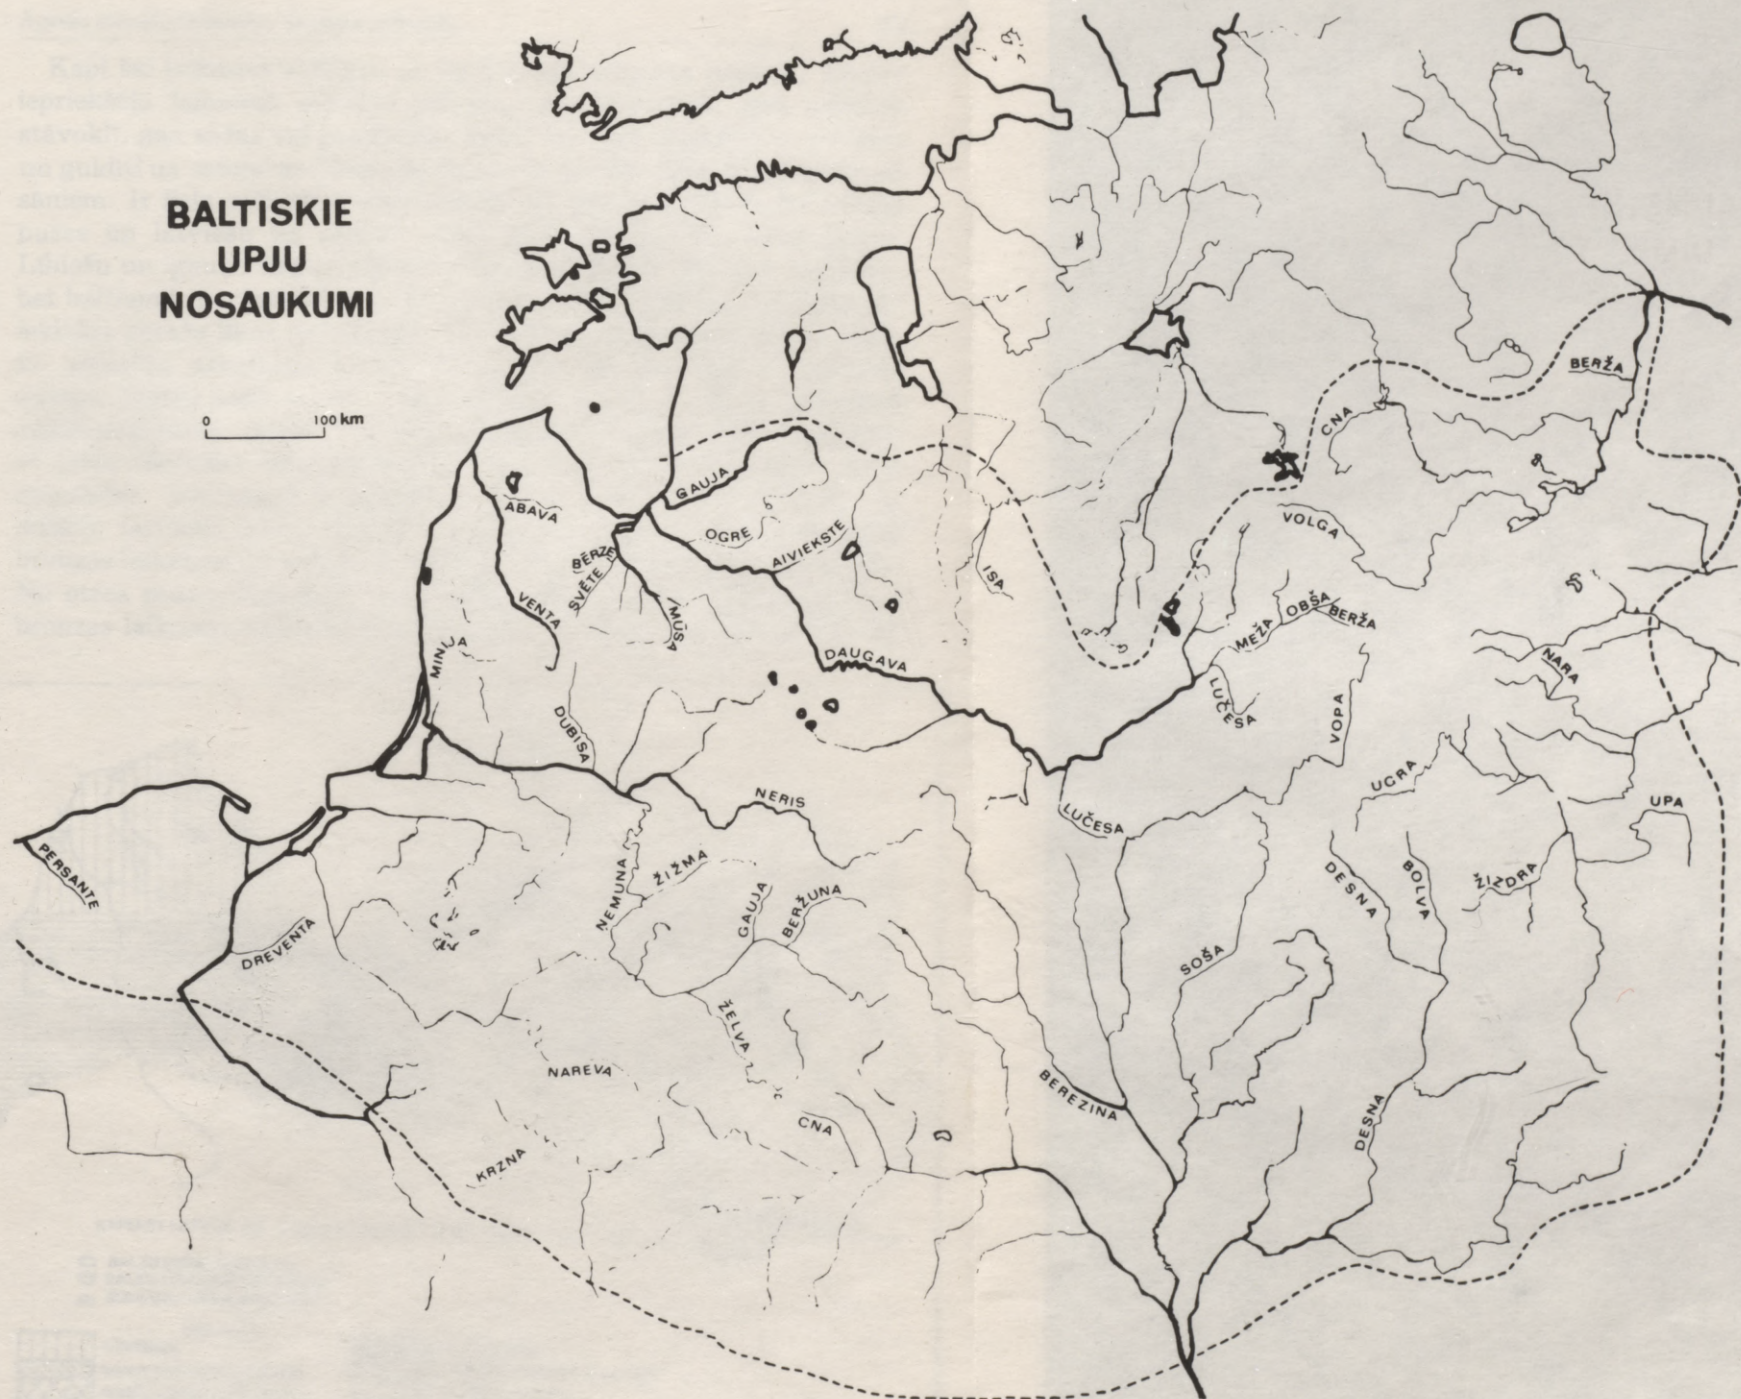 BALTISKIE
UPJU
NOSAUKUMI
0 100 km
BERŽA
CNA
GAUJA
ABAVA
OGRE
AIVIEKSTE
VOLGA
BĒRZE
SVĒTE
ISA
VENTA
MŪSA
OBŠA
BERŽA
MEŽA
MINIJA
DAUGAVA
NARA
LUČESA
VOPA
DUBISA
UGRA
NERIS
UPA
LUČESA
PERSANTE
ŽIŽMA
NEMUNA
DESNA
BOLVA
ŽIZDRA
GAUJA
BERŽUNA
DREVENTA
SOŠA
ŽELVA
NAREVA
BEREZINA
CNA
DESNA
KRZNA